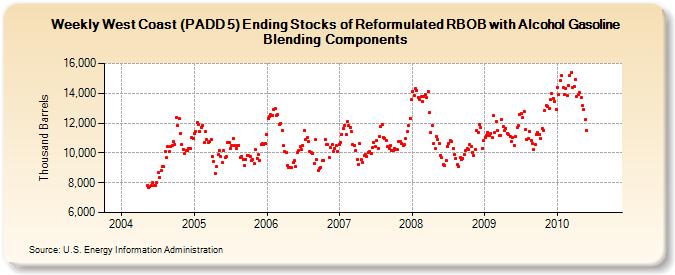 Weekly West Coast (PADD 5) Ending Stocks of Reformulated RBOB with Alcohol Gasoline
Blending Components
Thousand Barrels
16,000
14,000
12,000
10,000
8,000
6,000
2004 2005 2006 2007 2008 2009 2010
Source: U.S. Energy Information Administration